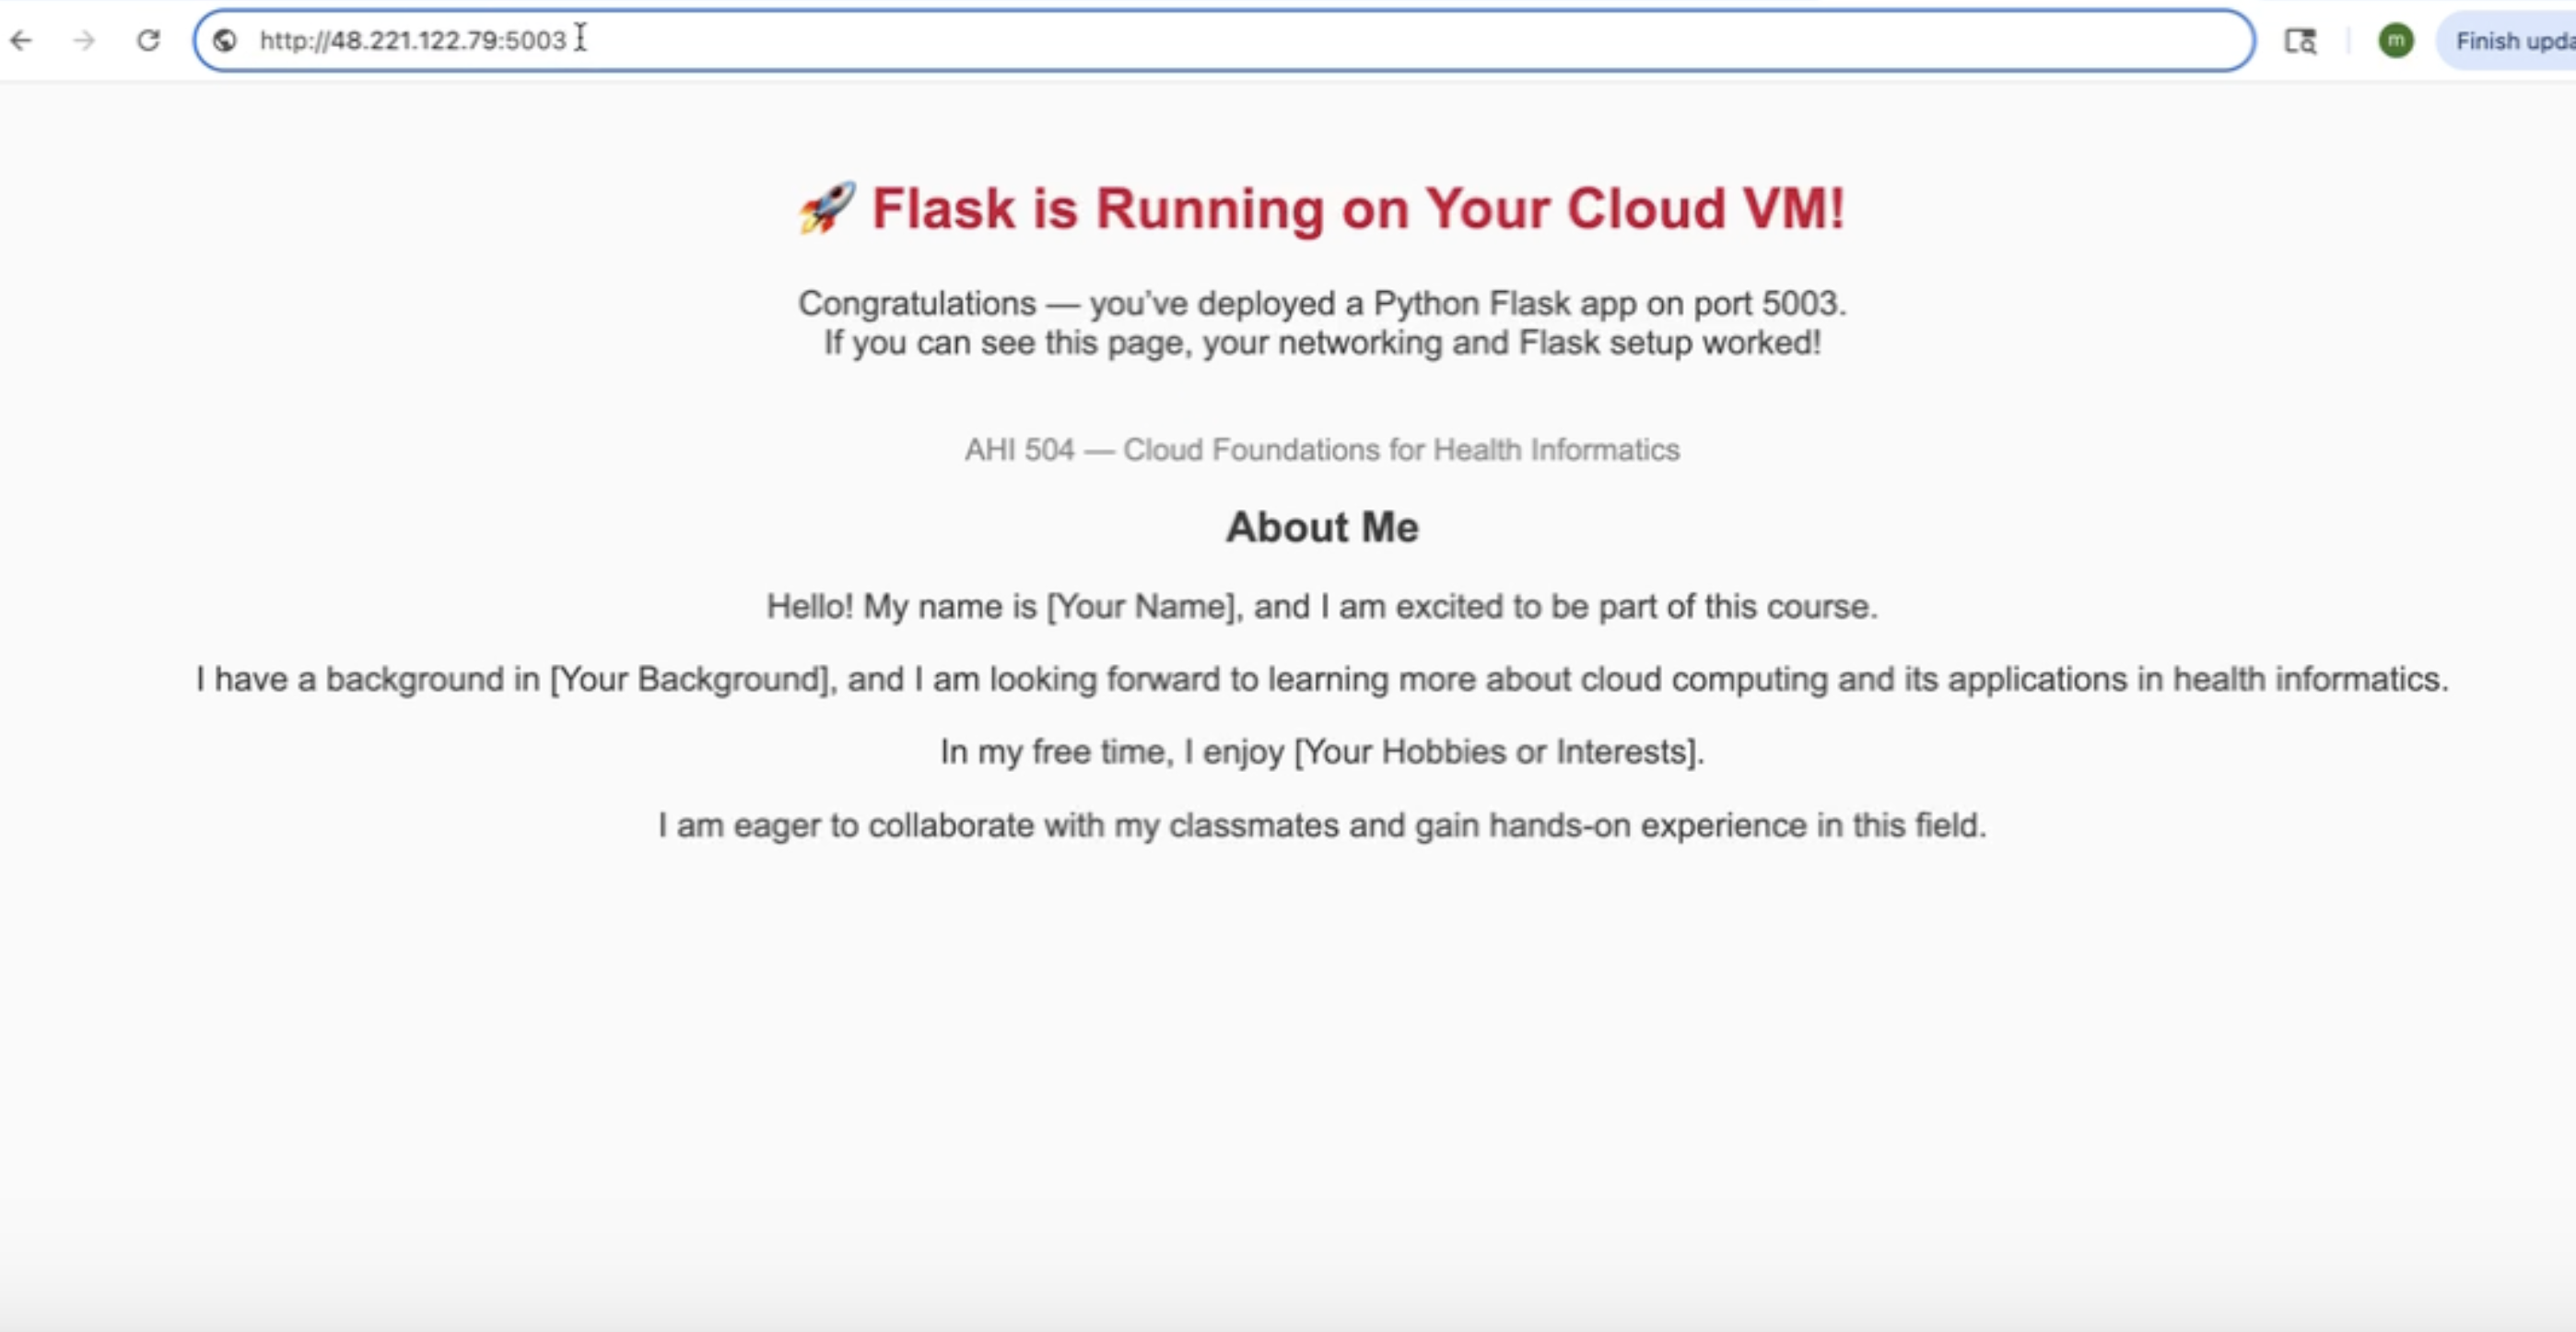 http://48.221.122.79:5003
m
Finish upda
🚀 Flask is Running on Your Cloud VM!
Congratulations — you’ve deployed a Python Flask app on port 5003.
If you can see this page, your networking and Flask setup worked!
AHI 504 — Cloud Foundations for Health Informatics
About Me
Hello! My name is [Your Name], and I am excited to be part of this course.
I have a background in [Your Background], and I am looking forward to learning more about cloud computing and its applications in health informatics.
In my free time, I enjoy [Your Hobbies or Interests].
I am eager to collaborate with my classmates and gain hands-on experience in this field.